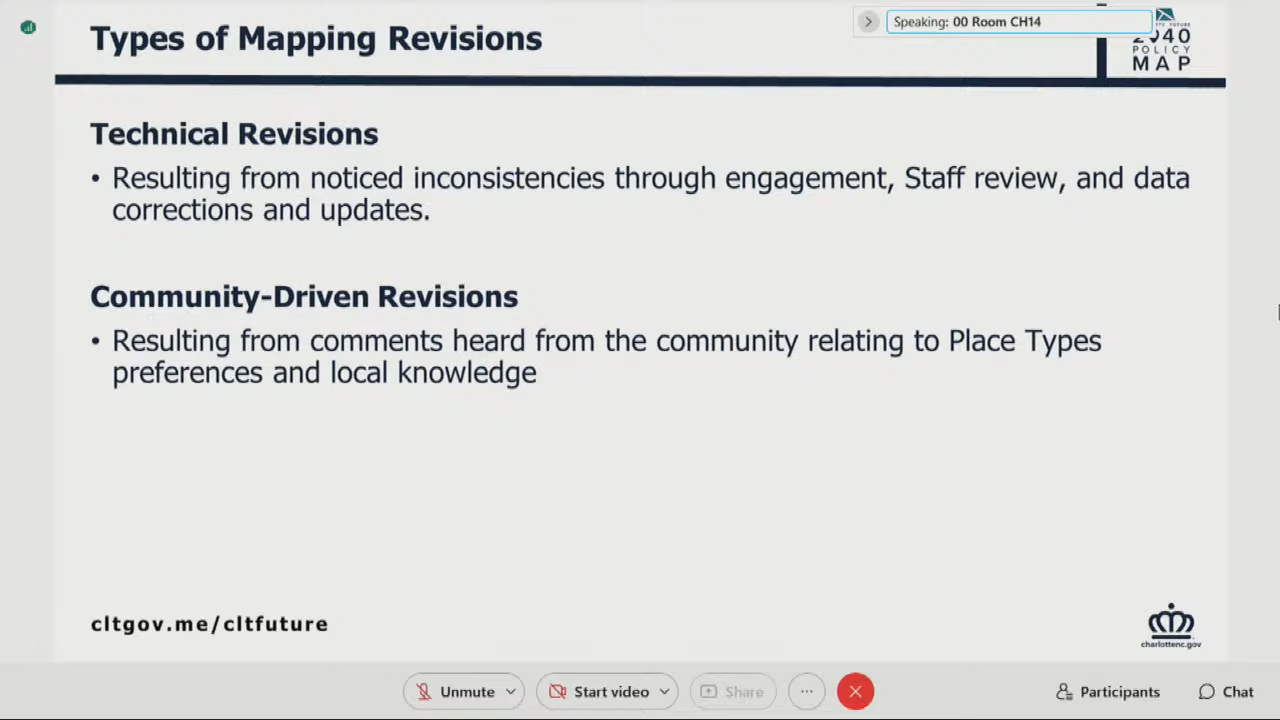 Types of Mapping Revisions
Speaking: 00 Room CH14
2040
POLICY
MAP
Technical Revisions
• Resulting from noticed inconsistencies through engagement, Staff review, and data
corrections and updates.
Community-Driven Revisions
• Resulting from comments heard from the community relating to Place Types
preferences and local knowledge
cltgov.me/cltfuture
charlottenc.gov
Unmute
Start video
Share
Participants
Chat